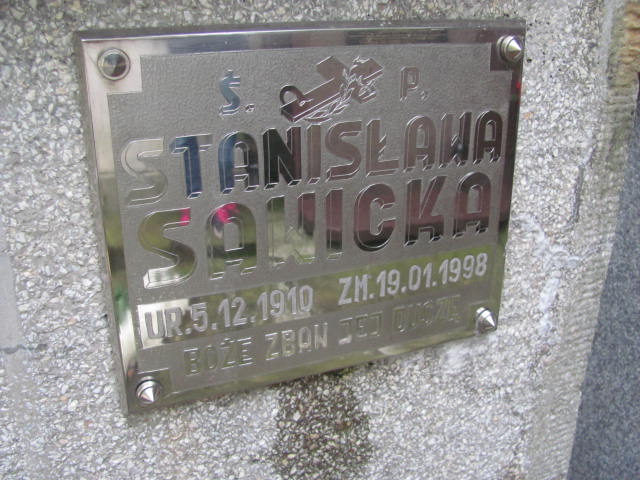 Ś. P.
STANISŁAWA
SAWICKA
UR.5.12.1910 ZM.19.01.1998
BOŻE ZBAW JEJ DUSZĘ